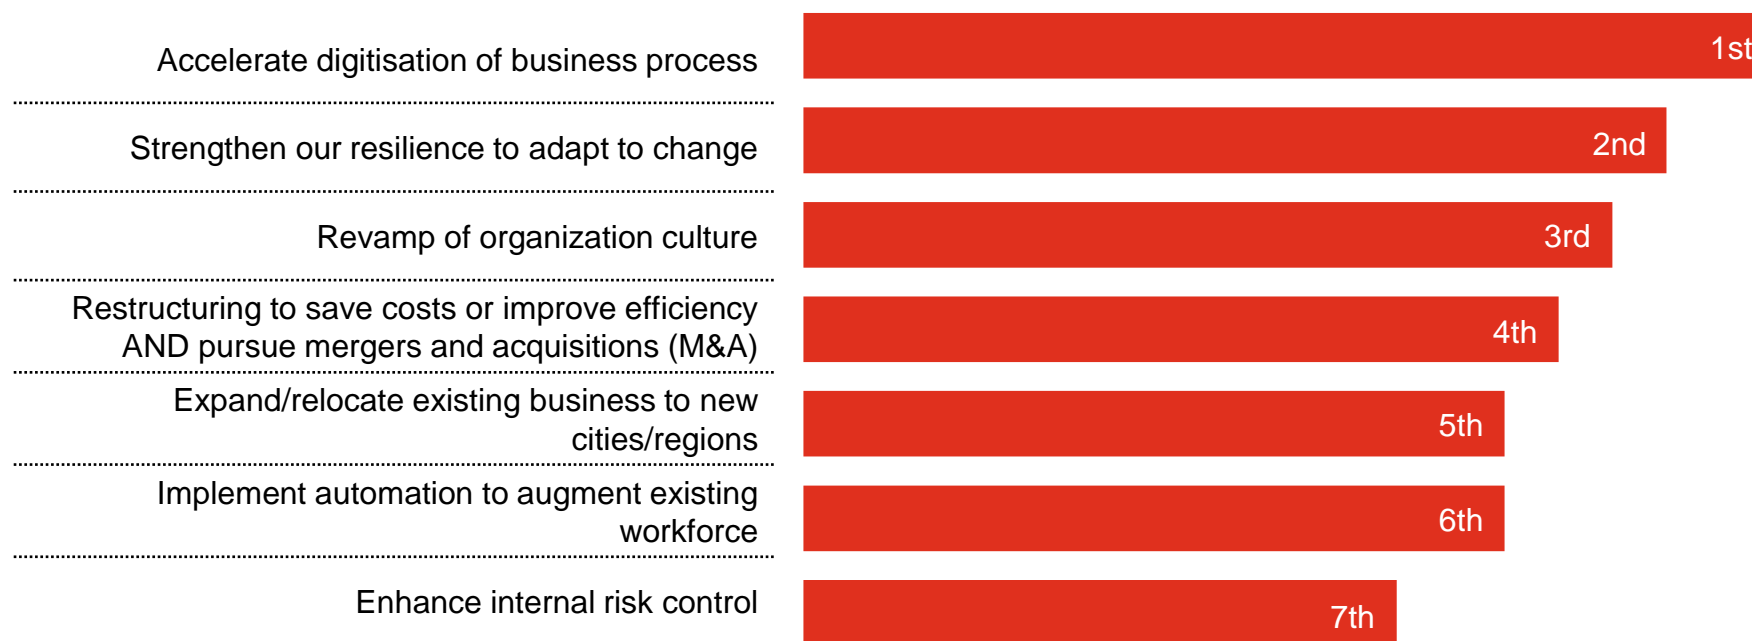 Accelerate digitisation of business process
1st
Strengthen our resilience to adapt to change
2nd
Revamp of organization culture
3rd
Restructuring to save costs or improve efficiency
AND pursue mergers and acquisitions (M&A)
4th
Expand/relocate existing business to new
cities/regions
5th
Implement automation to augment existing
workforce
6th
Enhance internal risk control
7th